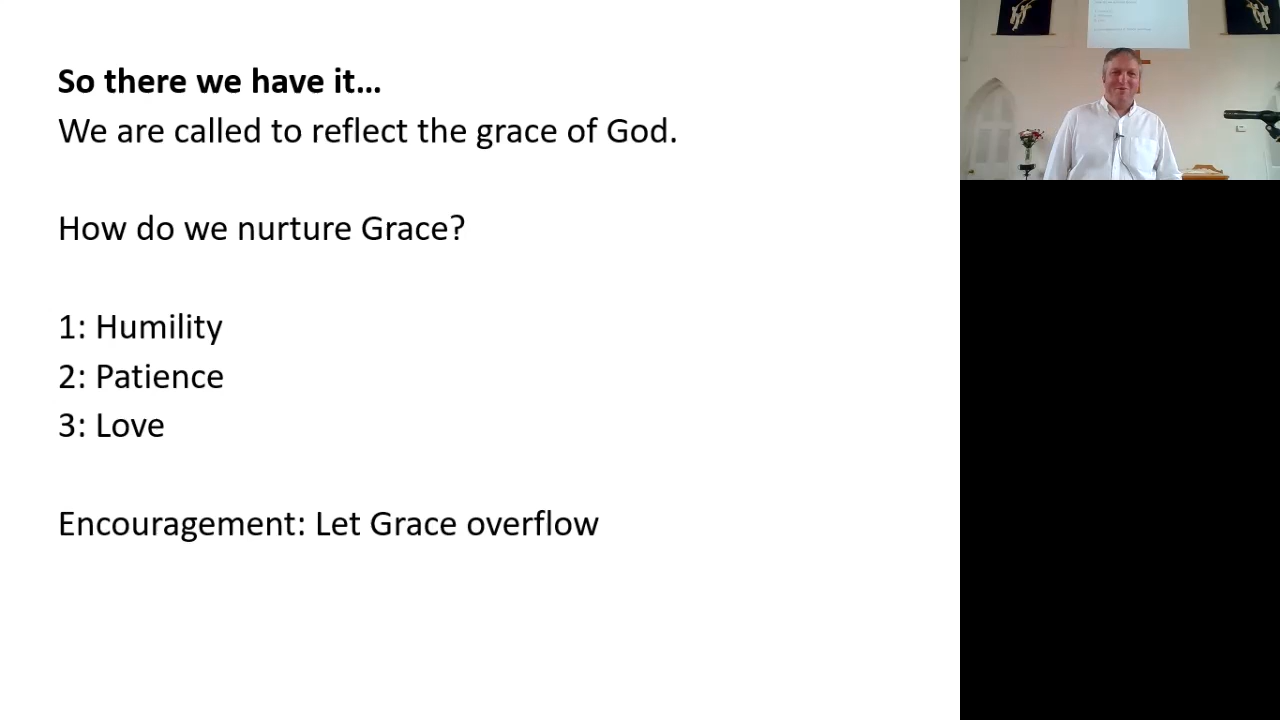 So there we have it…
We are called to reflect the grace of God.
How do we nurture Grace?
1: Humility
2: Patience
3: Love
Encouragement: Let Grace overflow